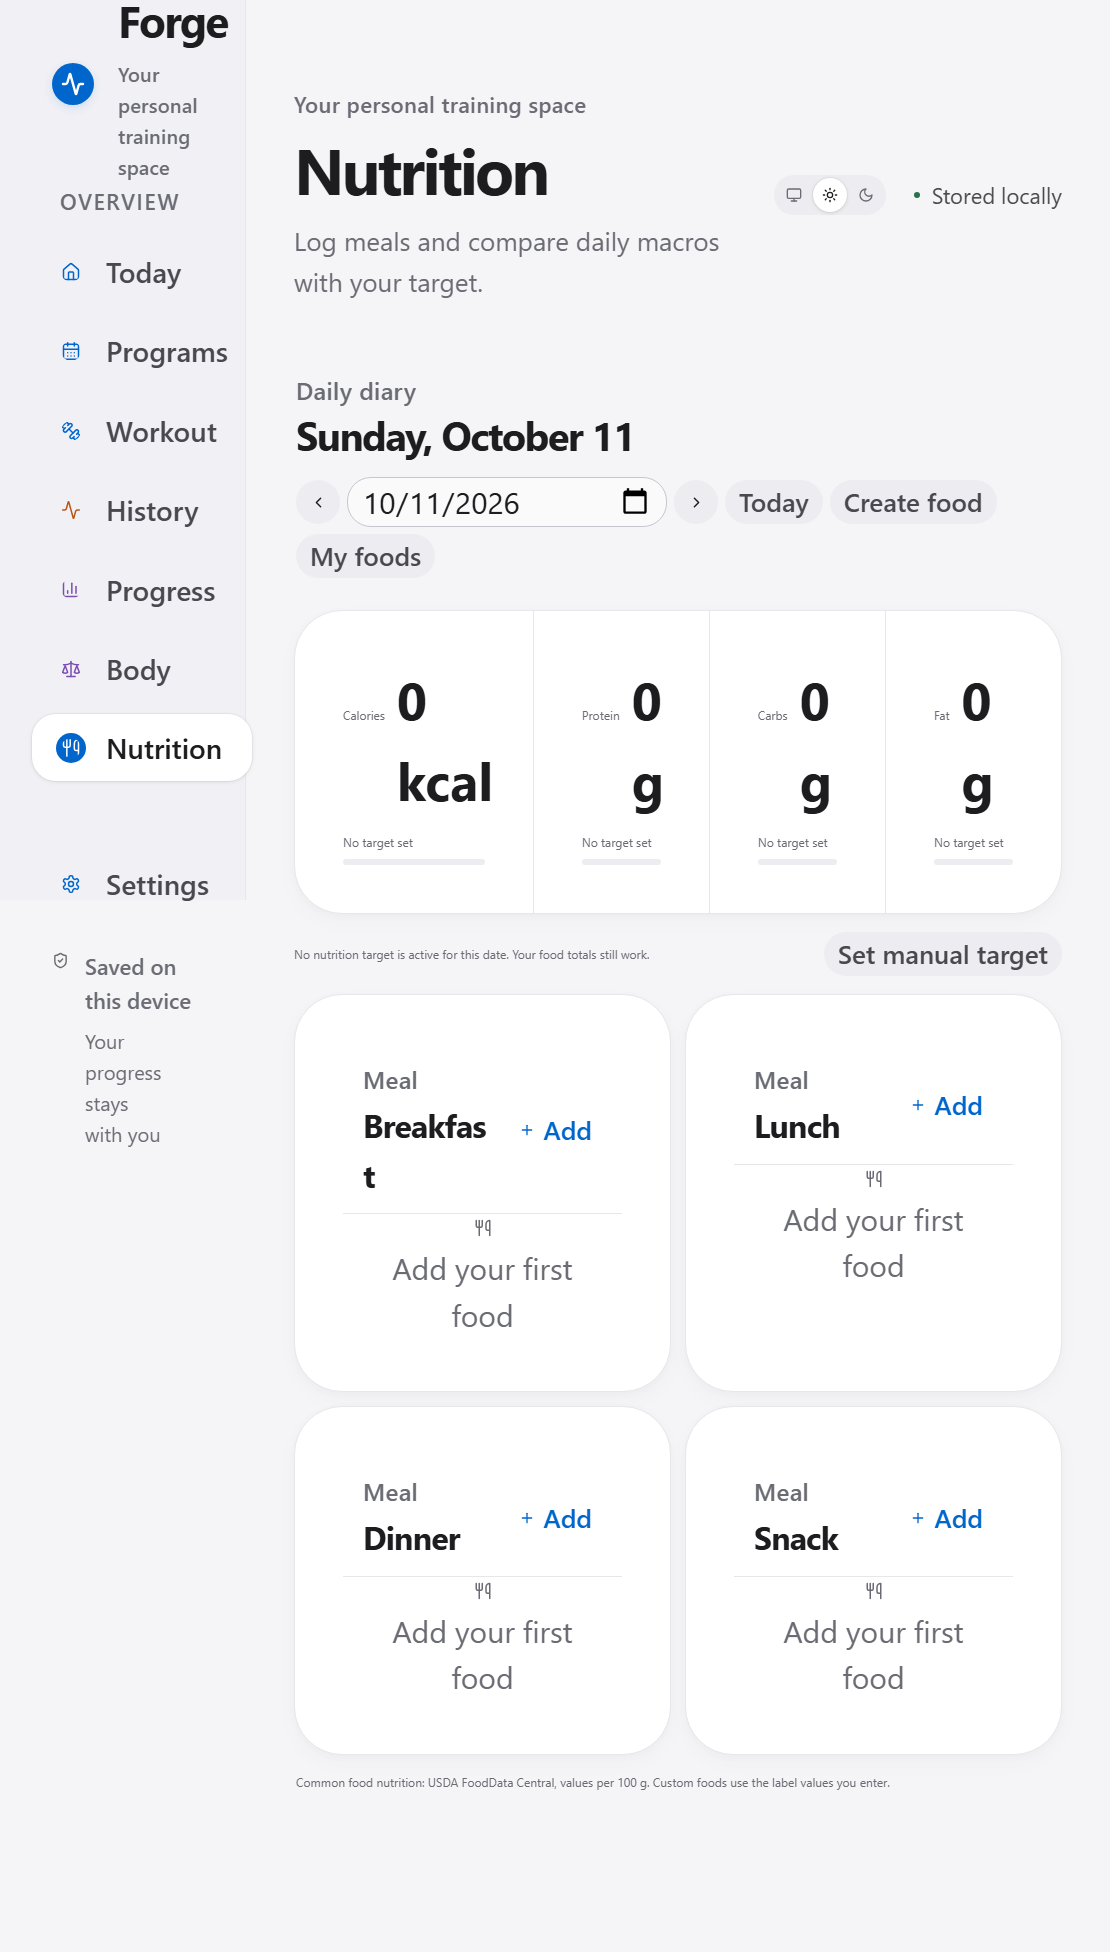 Forge
Your
personal
training
space
OVERVIEW
Today
Programs
Workout
History
Progress
Body
Nutrition
Settings
Saved on
this device
Your
progress
stays
with you
Your personal training space
Nutrition
Log meals and compare daily macros
with your target.
Stored locally
Daily diary
Sunday, October 11
10/11/2026
Today
Create food
My foods
Calories 0
kcal
No target set
Protein 0
g
No target set
Carbs 0
g
No target set
Fat 0
g
No target set
No nutrition target is active for this date. Your food totals still work.
Set manual target
Meal
Breakfas
t
+ Add
Add your first
food
Meal
Lunch
+ Add
Add your first
food
Meal
Dinner
+ Add
Add your first
food
Meal
Snack
+ Add
Add your first
food
Common food nutrition: USDA FoodData Central, values per 100 g. Custom foods use the label values you enter.